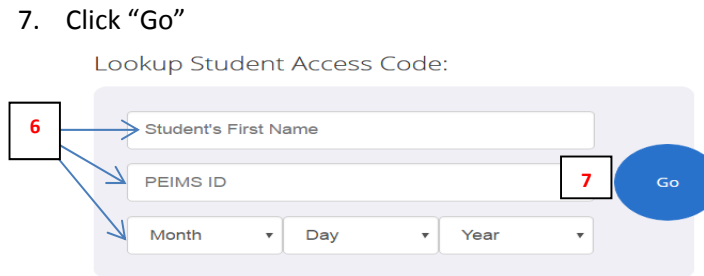 7. Click “Go”
Lookup Student Access Code:
6
Student's First Name
PEIMS ID
7
Go
Month Day Year